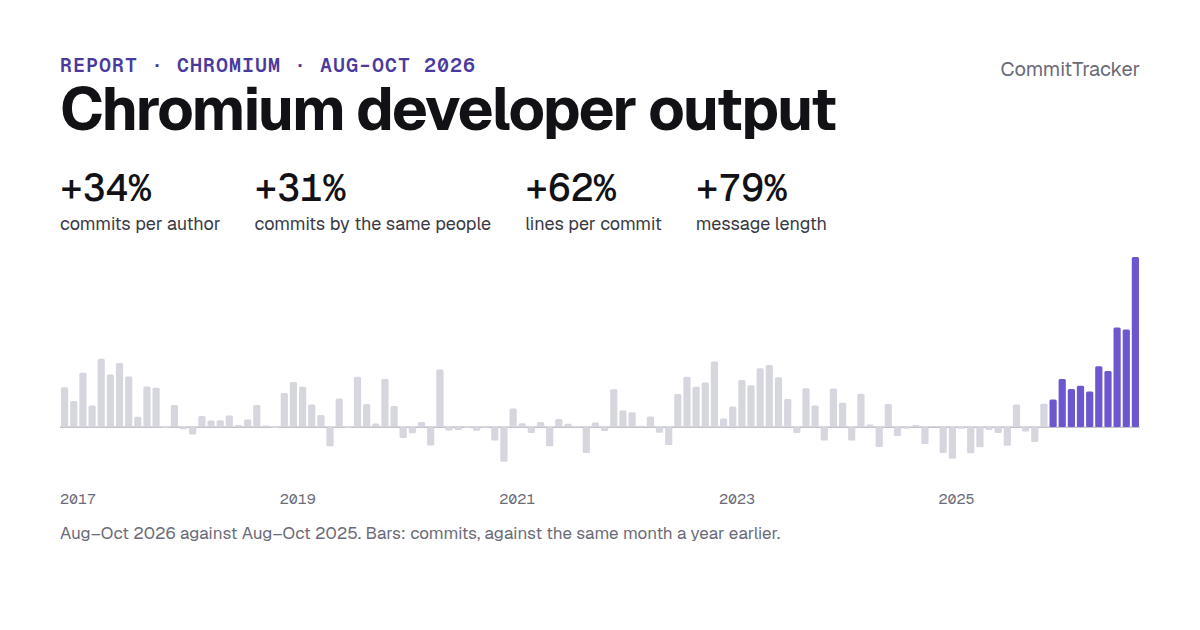 REPORT · CHROMIUM · AUG–OCT 2026
CommitTracker
Chromium developer output
+34%
commits per author
+31%
commits by the same people
+62%
lines per commit
+79%
message length
2017
2019
2021
2023
2025
Aug–Oct 2026 against Aug–Oct 2025. Bars: commits, against the same month a year earlier.